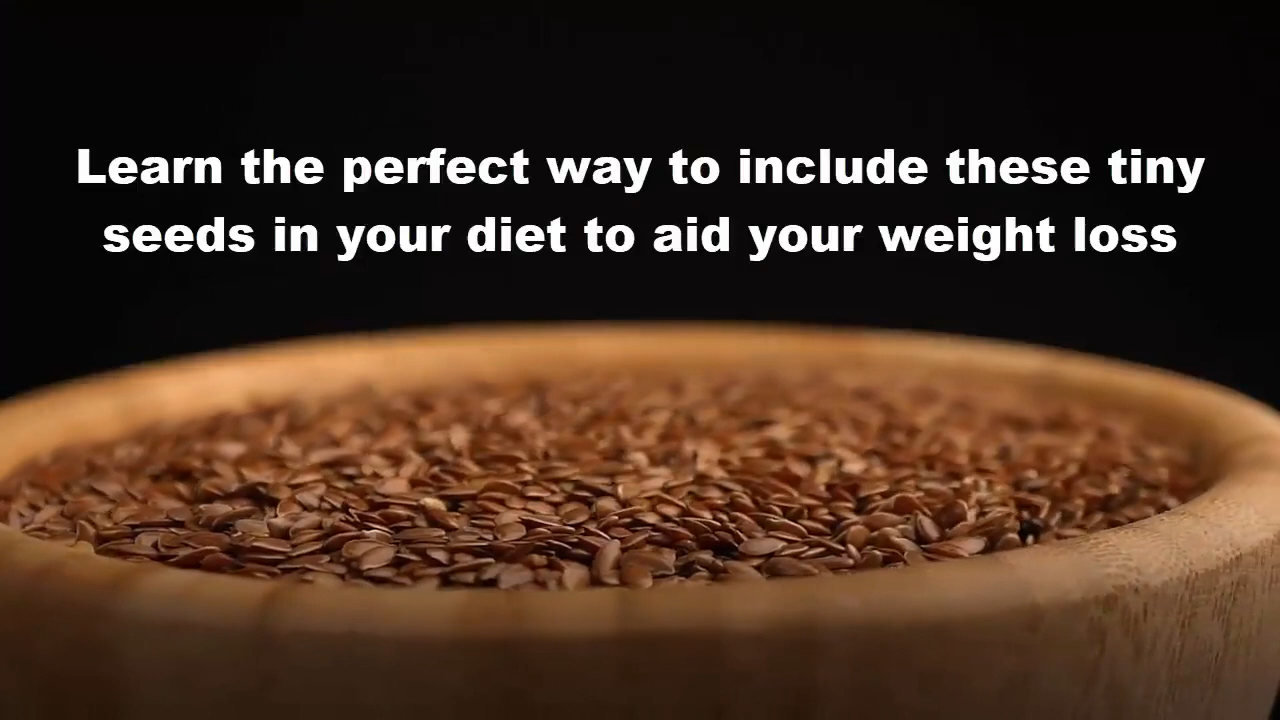 Learn the perfect way to include these tiny
seeds in your diet to aid your weight loss